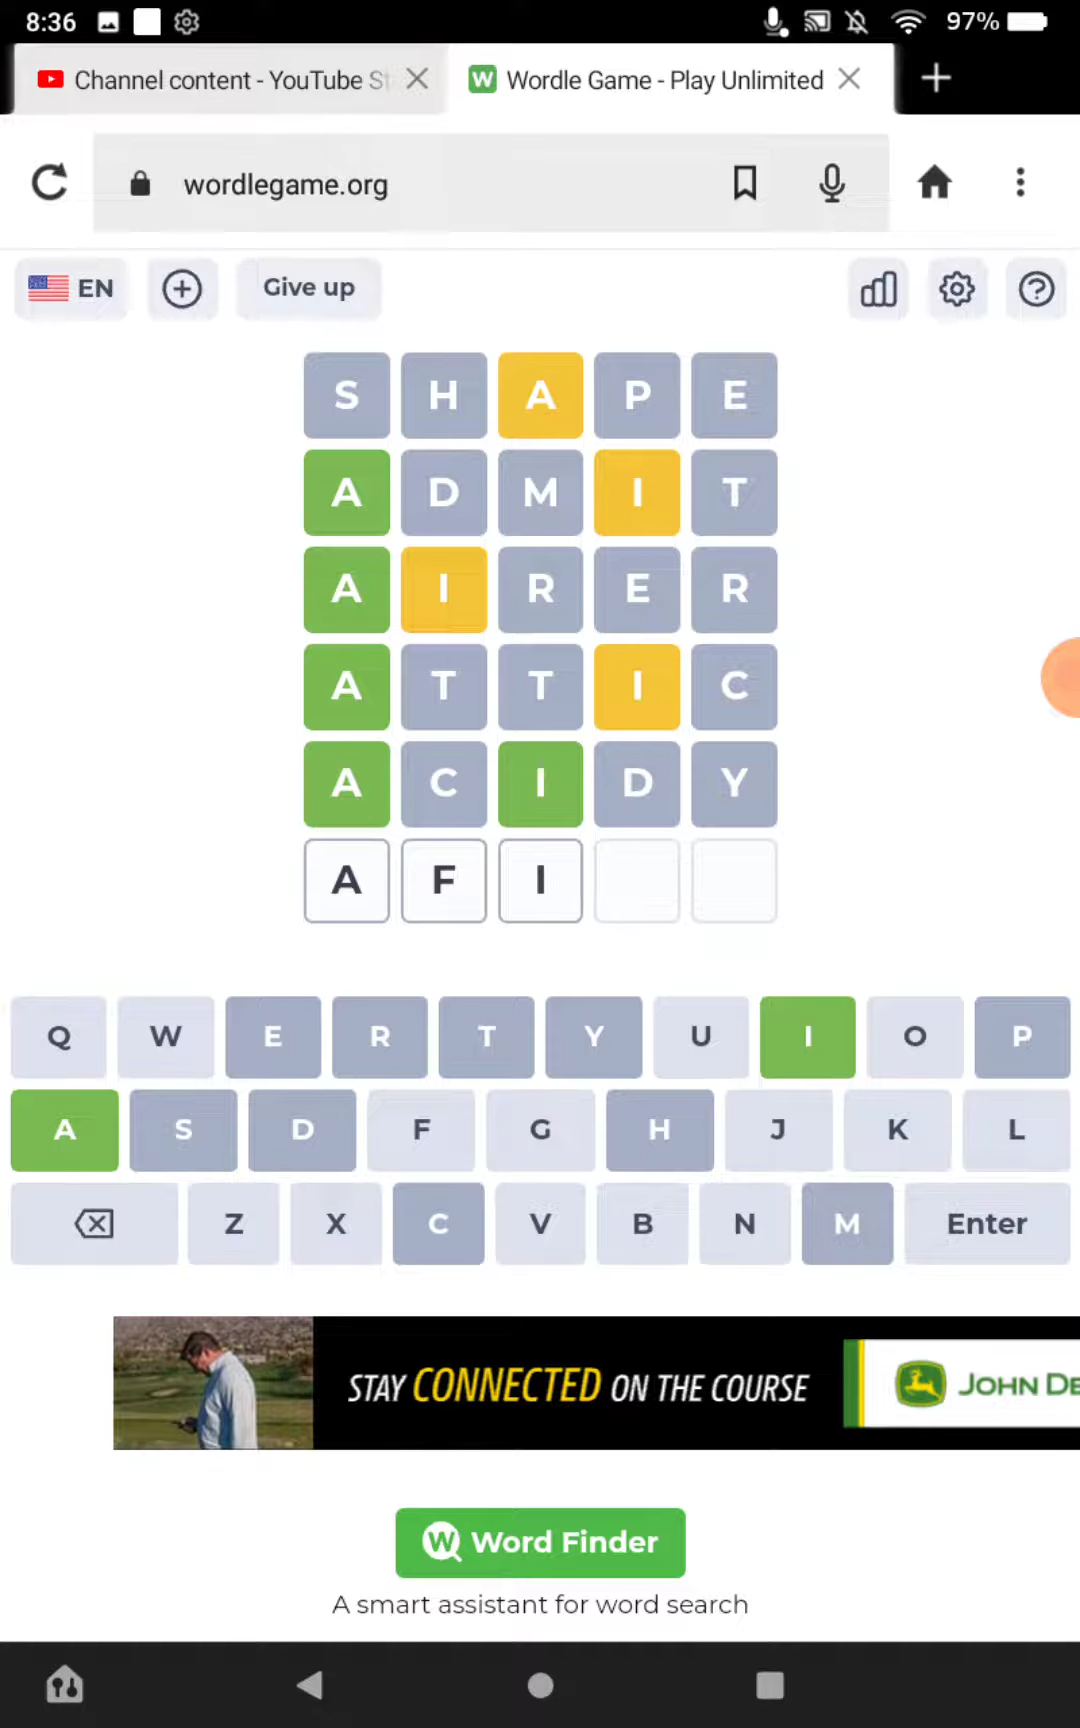 8:36 97%
Channel content - YouTube St Wordle Game - Play Unlimited
wordlegame.org
EN Give up
S H A P E
A D M I T
A I R E R
A T T I C
A C I D Y
A F I
Q W E R T Y U I O P
A S D F G H J K L
Z X C V B N M Enter
STAY CONNECTED ON THE COURSE JOHN DE
Word Finder
A smart assistant for word search